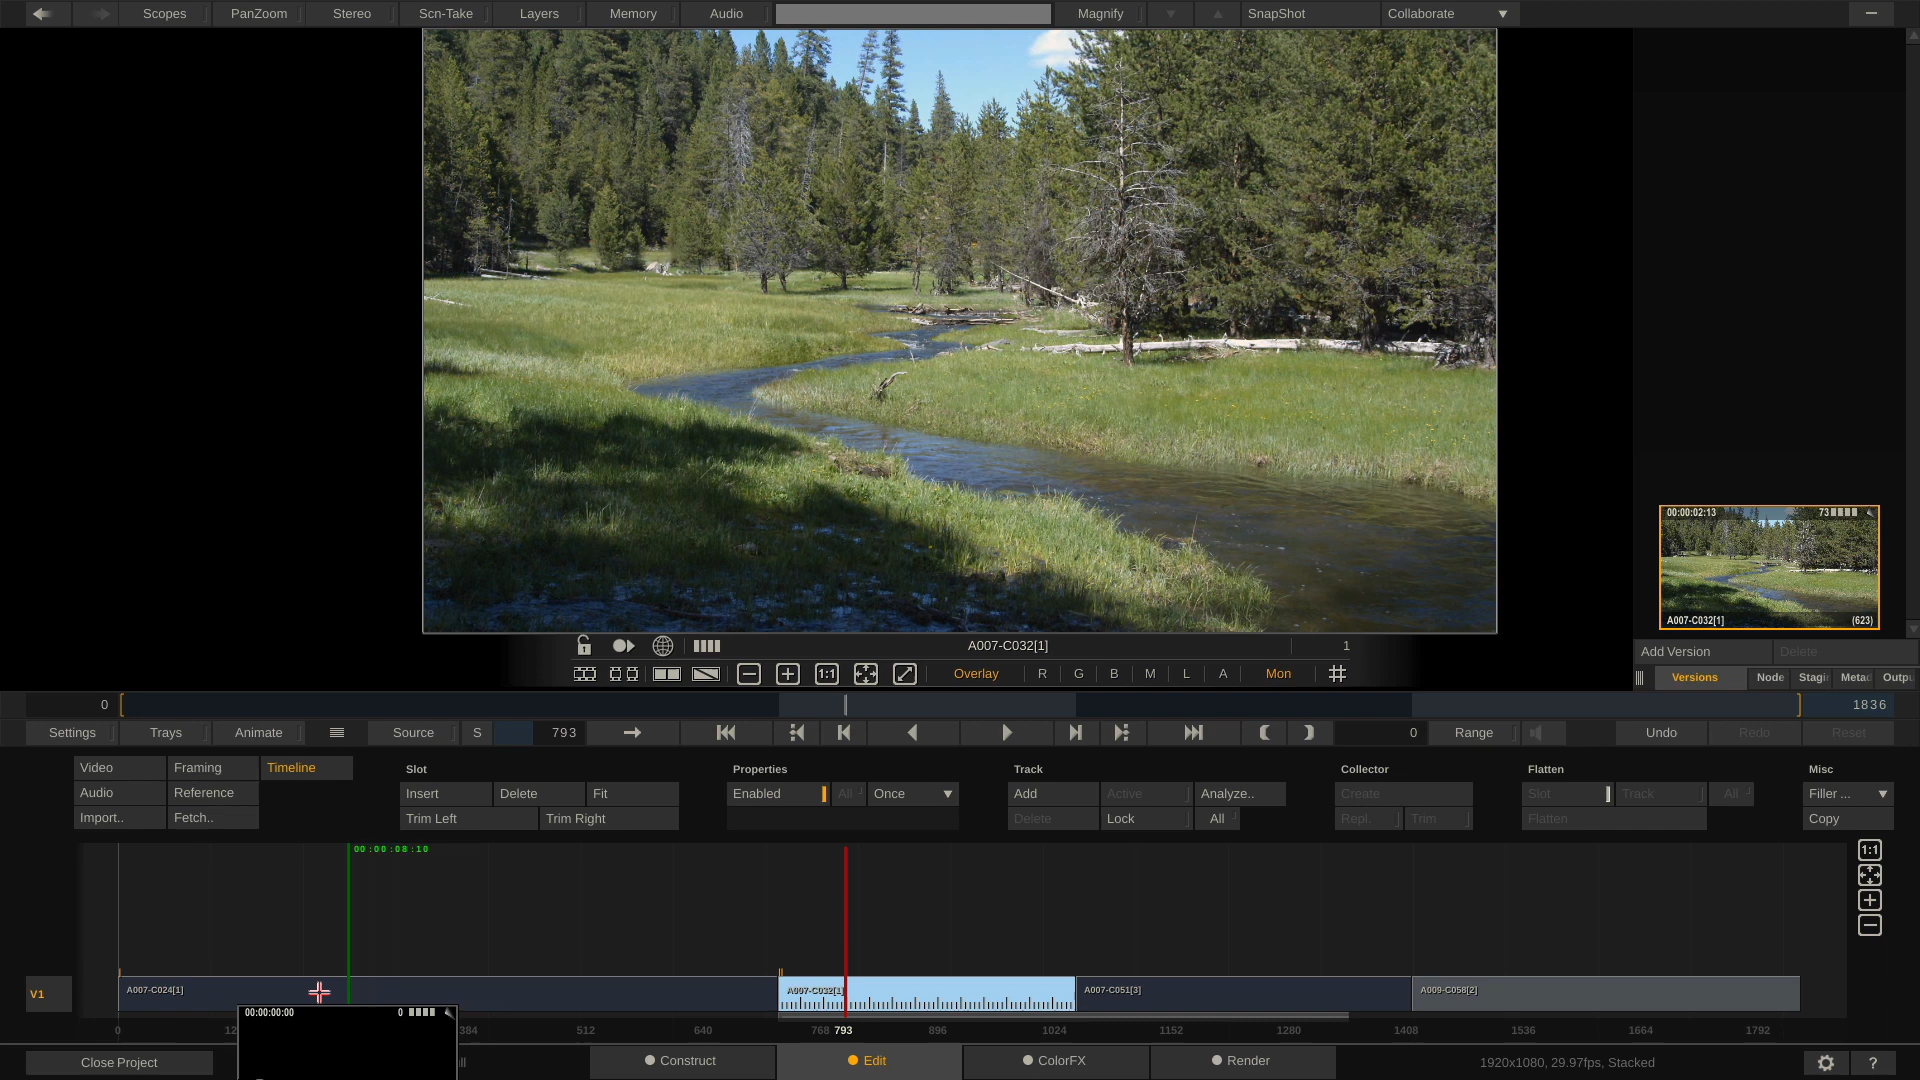 Scopes PanZoom Stereo Scn-Take Layers Memory Audio Magnify SnapShot Collaborate
00:00:02:13 73
A007-C032[1] (623)
A007-C032[1] 1
Add Version Delete
Overlay R G B M L A Mon
Versions Node Stagi Metad Outpu
0 1836
Settings Trays Animate Source S 793 0 Range Undo Redo Reset
Video Framing Timeline Slot Properties Track Collector Flatten Misc
Audio Reference Insert Delete Fit Enabled All Once Add Active Analyze.. Create Slot Track All Filler ...
Import.. Fetch.. Trim Left Trim Right Delete Lock All Repl. Trim Flatten Copy
00:00:08:10
1:1
1:1
V1 A007-C024[1] A007-C032[1] A007-C051[3] A009-C058[2]
00:00:00:00 0
0 12 384 512 640 768 793 896 1024 1152 1280 1408 1536 1664 1792
Close Project Construct Edit ColorFX Render 1920x1080, 29.97fps, Stacked ?